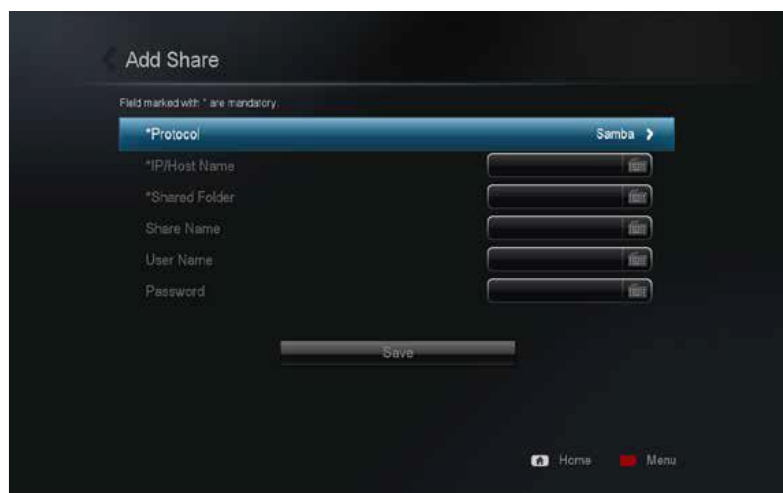 Add Share
Field marked with * are mandatory.
*Protocol Samba
*IP/Host Name
*Shared Folder
Share Name
User Name
Password
Save
Home Menu